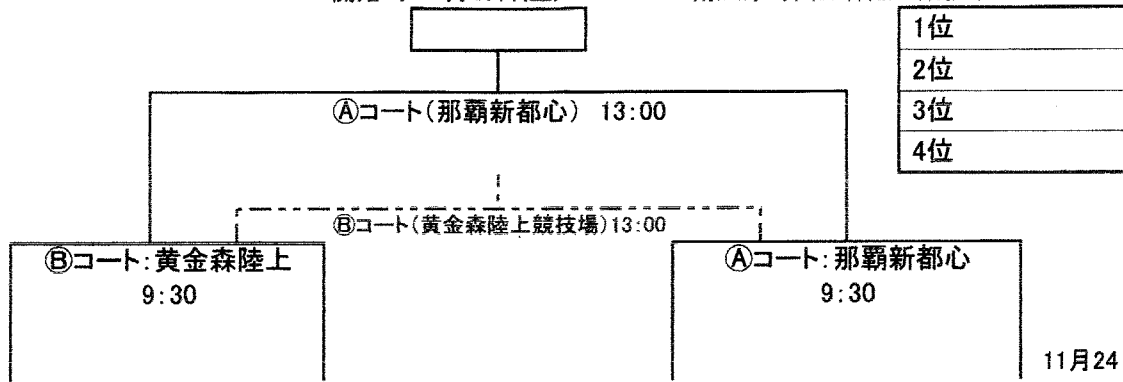 1位
2位
3位
4位
Ⓐコート(那覇新都心) 13:00
Ⓑコート(黄金森陸上競技場)13:00
Ⓑコート:黄金森陸上
9:30
Ⓐコート:那覇新都心
9:30
11月24